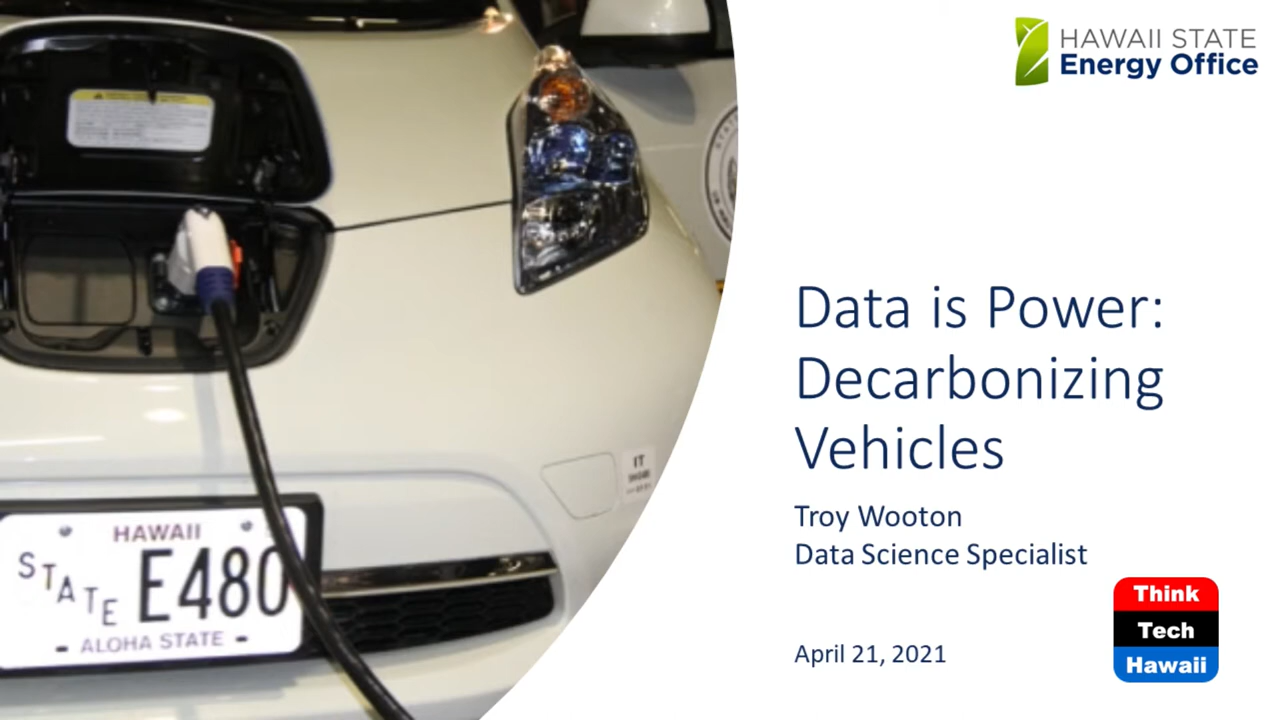 HAWAII STATE
Energy Office
Data is Power:
Decarbonizing
Vehicles
Troy Wooton
Data Science Specialist
April 21, 2021
Think
Tech
Hawaii
HAWAII
STATE E480
ALOHA STATE
IT